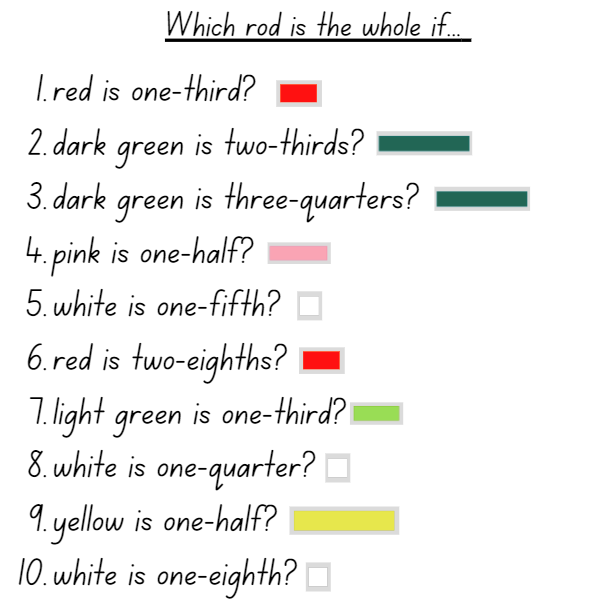 Which rod is the whole if...
1. red is one-third?
2. dark green is two-thirds?
3. dark green is three-quarters?
4. pink is one-half?
5. white is one-fifth?
6. red is two-eighths?
7. light green is one-third?
8. white is one-quarter?
9. yellow is one-half?
10. white is one-eighth?